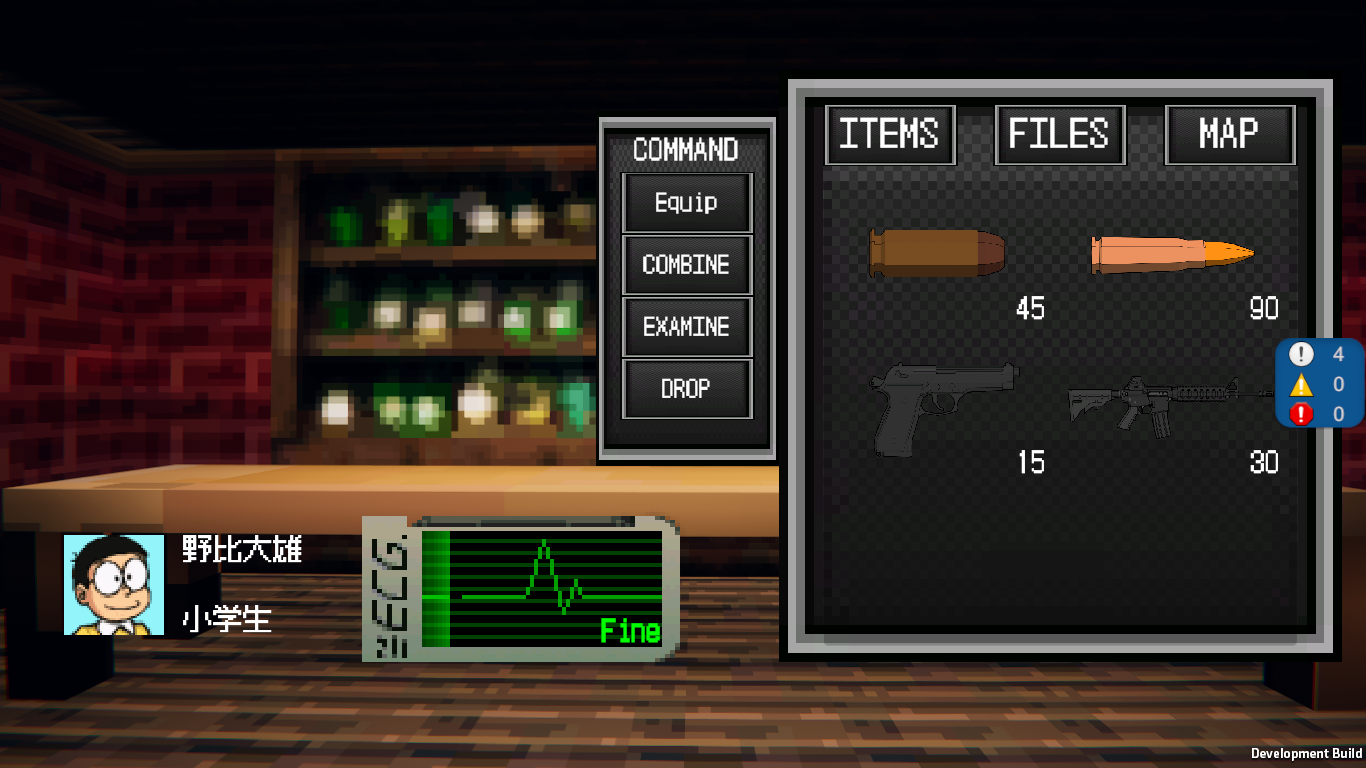 ITEMS
FILES
MAP
COMMAND
Equip
COMBINE
EXAMINE
DROP
45
90
15
30
4
0
0
野比大雄
小学生
ECG.
Fine
Development Build